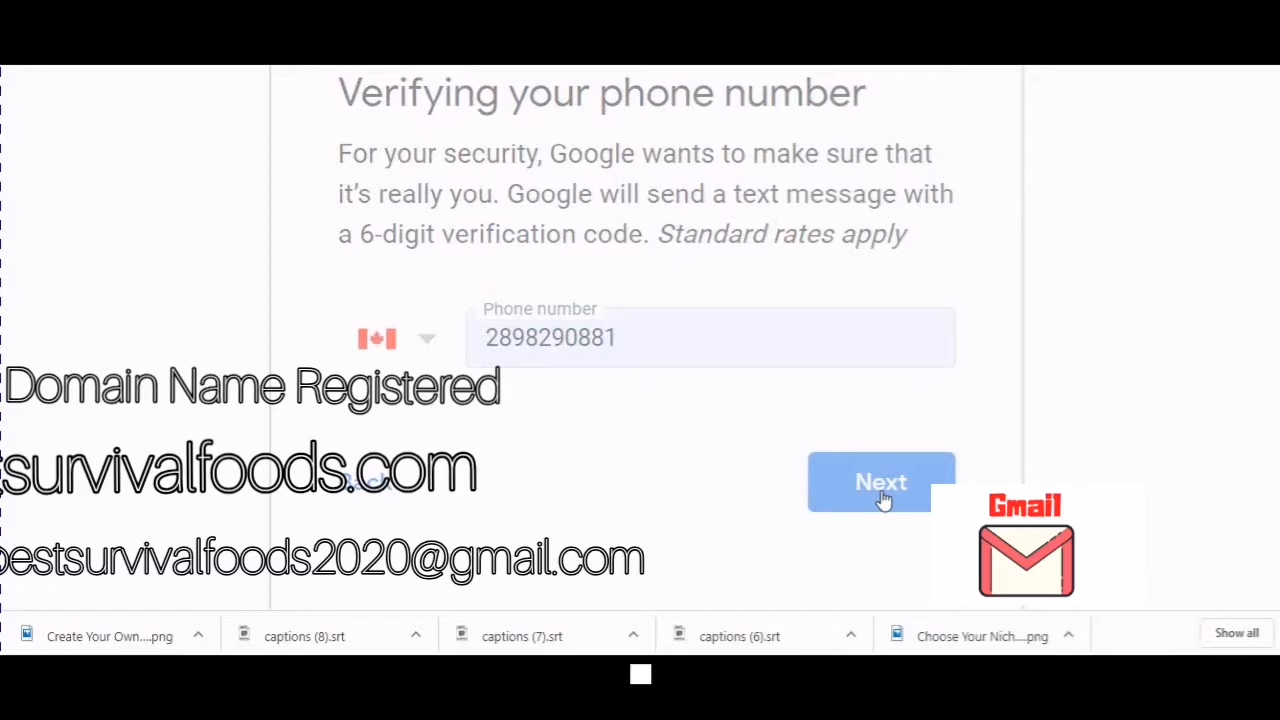 Verifying your phone number
For your security, Google wants to make sure that
it's really you. Google will send a text message with
a 6-digit verification code. Standard rates apply
Phone number
2898290881
Domain Name Registered
survivalfoods.com
Back
Next
Gmail
estsurvivalfoods2020@gmail.com
Create Your Own....png
captions (8).srt
captions (7).srt
captions (6).srt
Choose Your Nich....png
Show all